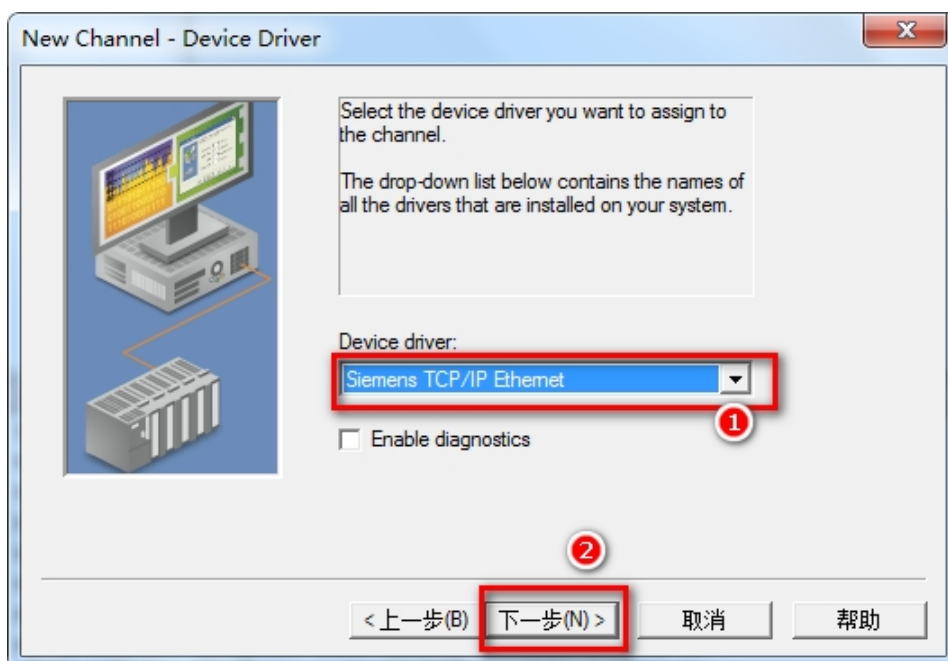 New Channel - Device Driver
Select the device driver you want to assign to
the channel.
The drop-down list below contains the names of
all the drivers that are installed on your system.
Device driver:
Siemens TCP/IP Ethernet
1
Enable diagnostics
2
<上一步(B) 下一步(N)> 取消 帮助